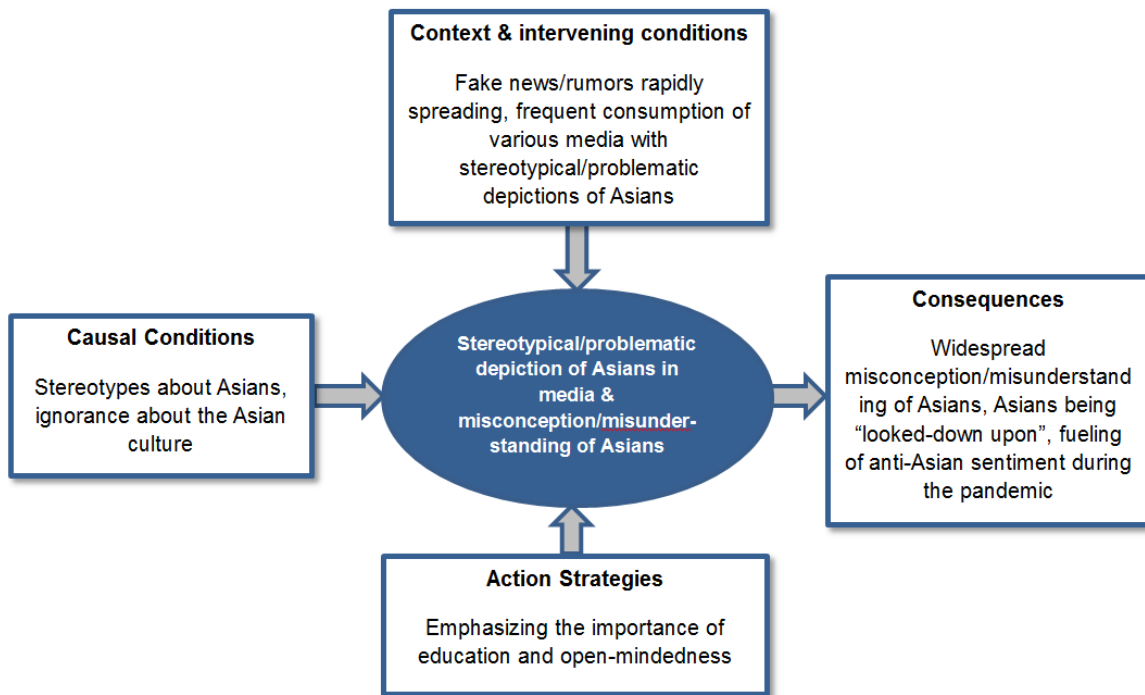 Context & intervening conditions
Fake news/rumors rapidly
spreading, frequent consumption of
various media with
stereotypical/problematic
depictions of Asians
Causal Conditions
Stereotypes about Asians,
ignorance about the Asian
culture
Stereotypical/problematic
depiction of Asians in
media &
misconception/misunder-
standing of Asians
Consequences
Widespread
misconception/misunderstand
ing of Asians, Asians being
“looked-down upon”, fueling
of anti-Asian sentiment during
the pandemic
Action Strategies
Emphasizing the importance of
education and open-mindedness